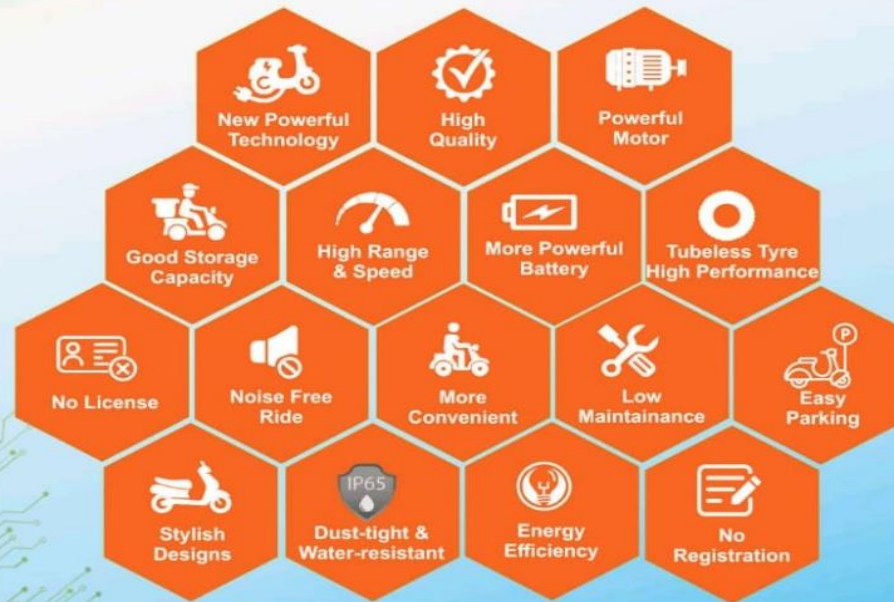 New Powerful
Technology
High
Quality
Powerful
Motor
Good Storage
Capacity
High Range
& Speed
More Powerful
Battery
Tubeless Tyre
High Performance
No License
Noise Free
Ride
More
Convenient
Low
Maintainance
P
Easy
Parking
Stylish
Designs
IP65
Dust-tight &
Water-resistant
Energy
Efficiency
No
Registration